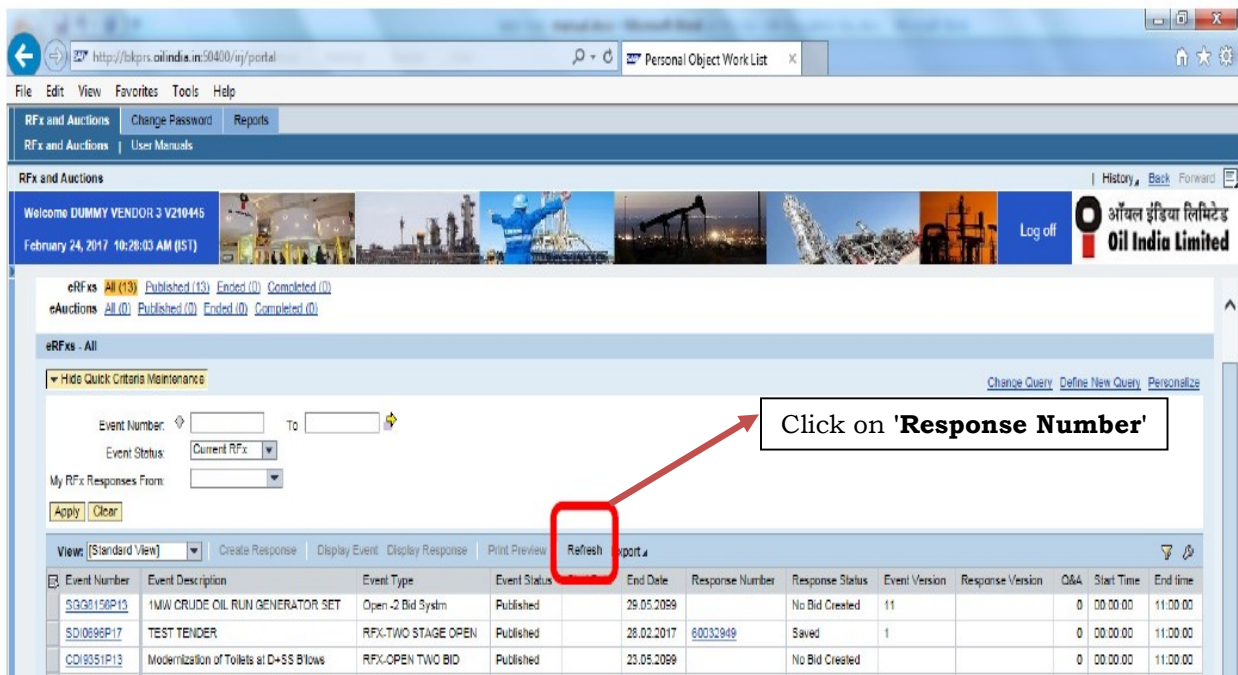 http://bkprs.oilindia.in:50400/irj/portal
Personal Object Work List
File Edit View Favorites Tools Help
RFx and Auctions Change Password Reports
RFx and Auctions | User Manuals
RFx and Auctions
| History Back Forward
Welcome DUMMY VENDOR 3 V210445
February 24, 2017 10:28:03 AM (IST)
Log off
ऑयल इंडिया लिमिटेड
Oil India Limited
eRFxs All (13) Published (13) Ended (0) Completed (0)
eAuctions All (0) Published (0) Ended (0) Completed (0)
eRFxs - All
Hide Quick Criteria Maintenance
Change Query Define New Query Personalize
Click on 'Response Number'
Event Number: To
Event Status: Current RFx
My RFx Responses From:
Apply Clear
View: [Standard View] Create Response Display Event Display Response Print Preview Refresh Export
Event Number Event Description Event Type Event Status End Date Response Number Response Status Event Version Response Version Q&A Start Time End time
SGG8156P13 1MW CRUDE OIL RUN GENERATOR SET Open -2 Bid Systm Published 29.05.2099 No Bid Created 11 0 00:00:00 11:00:00
SDI0696P17 TEST TENDER RFX-TWO STAGE OPEN Published 28.02.2017 60032949 Saved 1 0 00:00:00 11:00:00
CDI9351P13 Modernization of Toilets at D+SS B'lows RFX-OPEN TWO BID Published 23.05.2099 No Bid Created 0 00:00:00 11:00:00